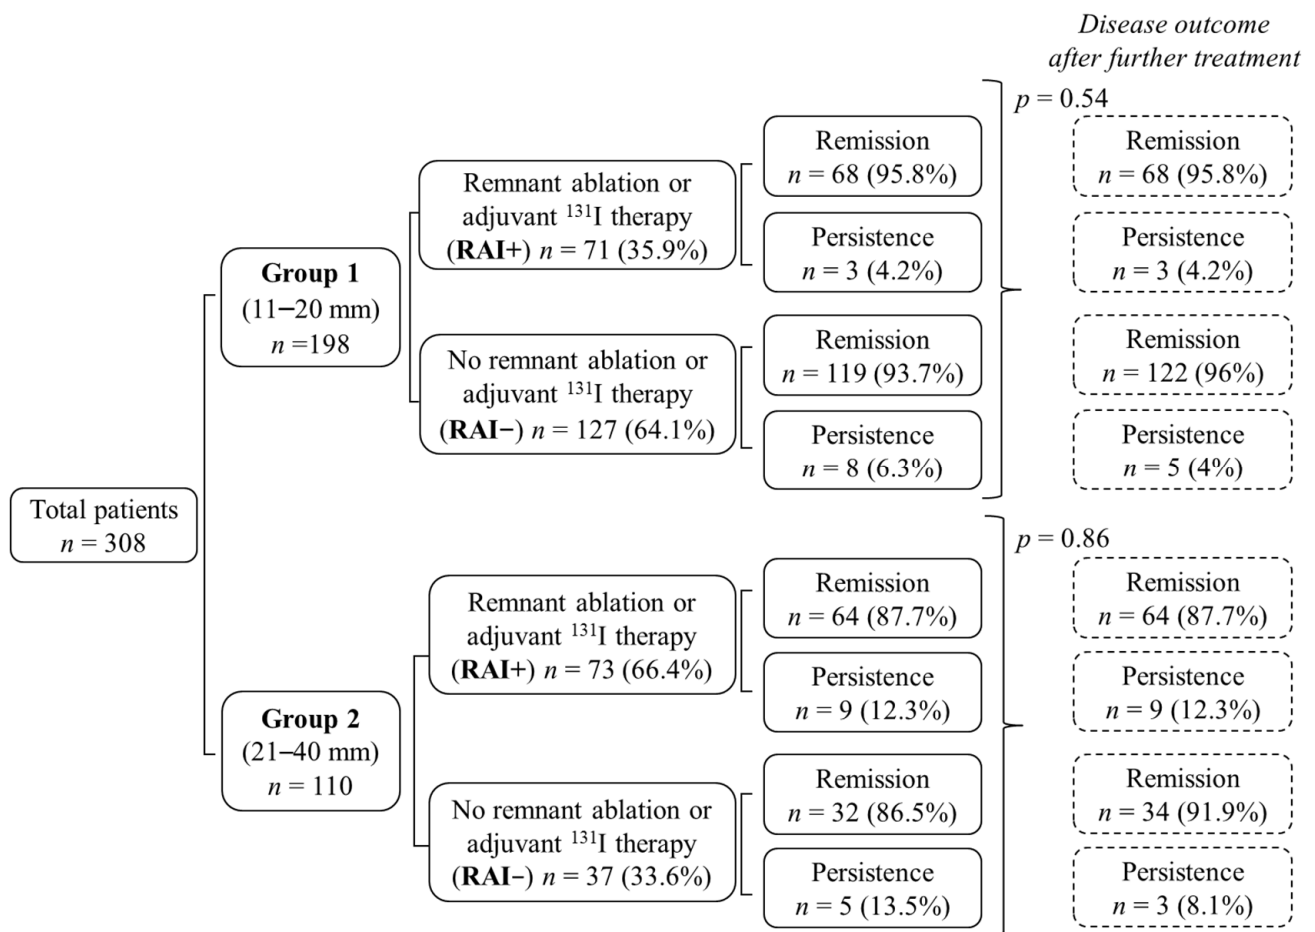 Disease outcome
after further treatment
Total patients
n = 308
Group 1
(11–20 mm)
n =198
Remnant ablation or
adjuvant ¹³¹I therapy
(RAI+) n = 71 (35.9%)
Remission
n = 68 (95.8%)
Persistence
n = 3 (4.2%)
No remnant ablation or
adjuvant ¹³¹I therapy
(RAI−) n = 127 (64.1%)
Remission
n = 119 (93.7%)
Persistence
n = 8 (6.3%)
p = 0.54
Remission
n = 68 (95.8%)
Persistence
n = 3 (4.2%)
Remission
n = 122 (96%)
Persistence
n = 5 (4%)
Group 2
(21–40 mm)
n = 110
Remnant ablation or
adjuvant ¹³¹I therapy
(RAI+) n = 73 (66.4%)
Remission
n = 64 (87.7%)
Persistence
n = 9 (12.3%)
No remnant ablation or
adjuvant ¹³¹I therapy
(RAI−) n = 37 (33.6%)
Remission
n = 32 (86.5%)
Persistence
n = 5 (13.5%)
p = 0.86
Remission
n = 64 (87.7%)
Persistence
n = 9 (12.3%)
Remission
n = 34 (91.9%)
Persistence
n = 3 (8.1%)